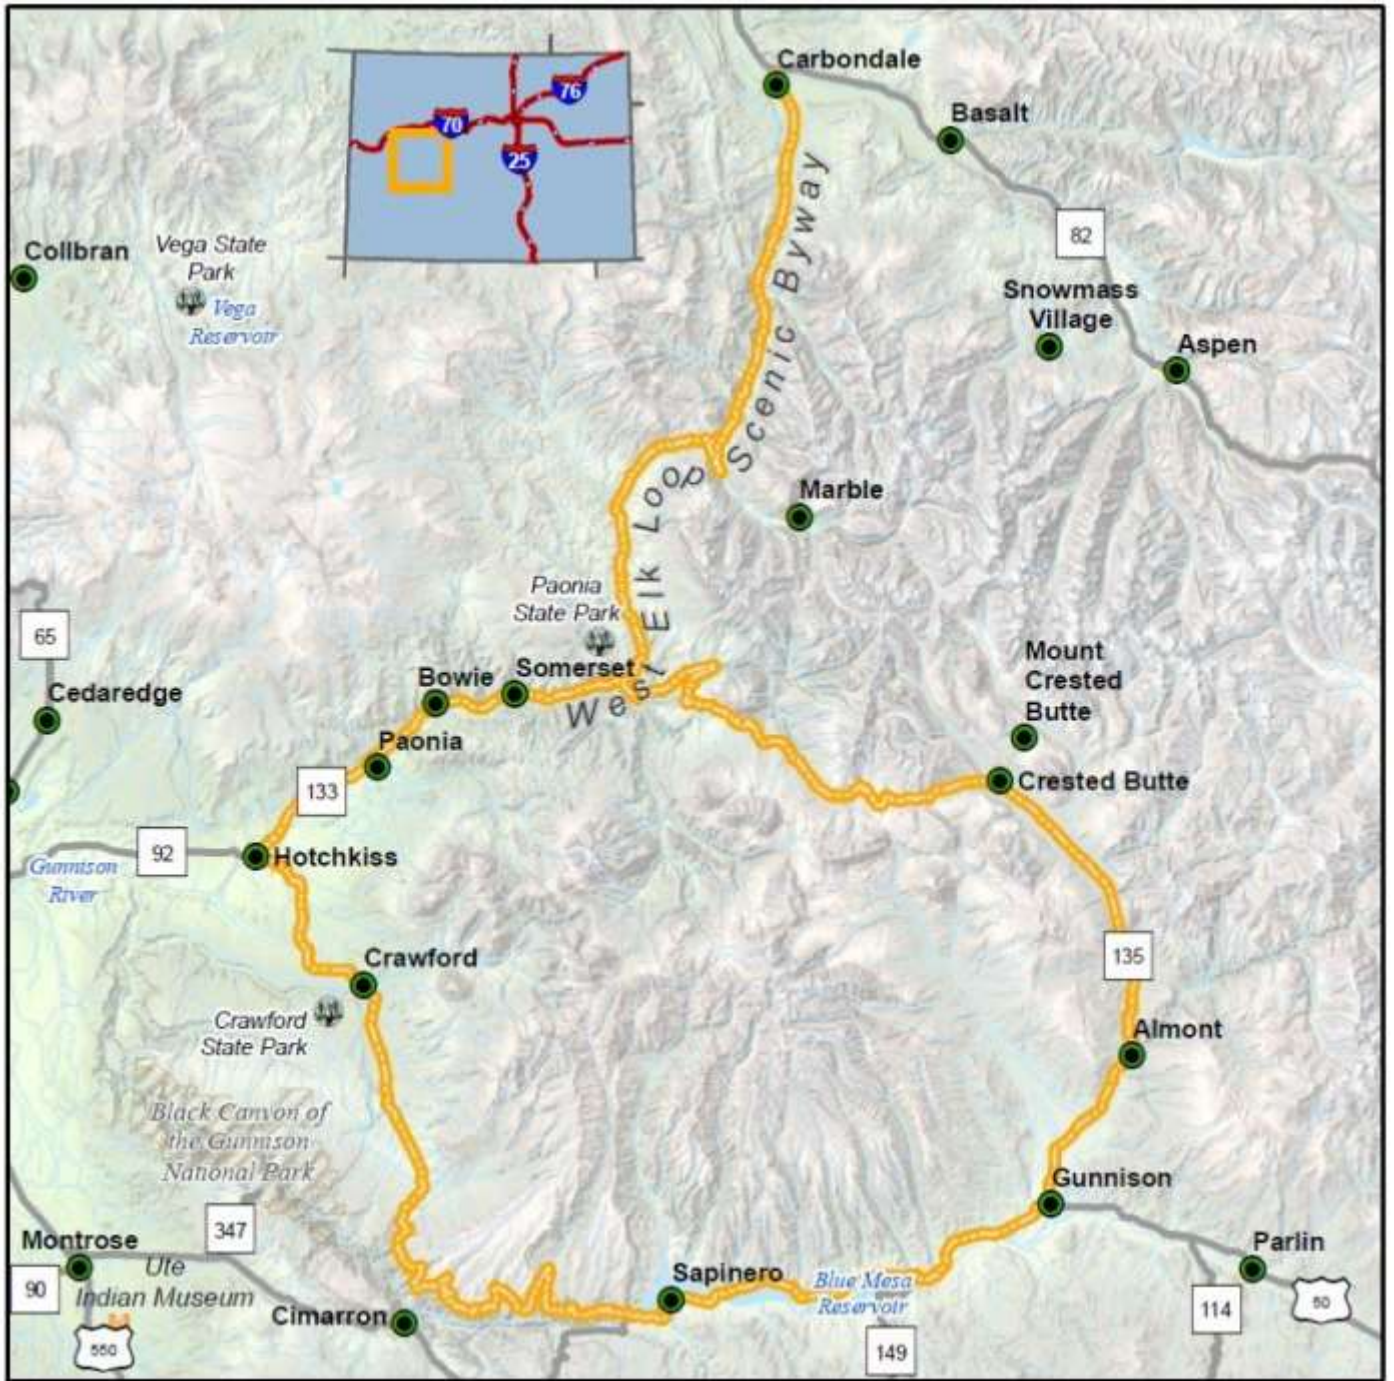 Carbondale
76
Basalt
70
25
Collbran
Vega State
Park
Vega
Reservoir
82
Snowmass
Village
Aspen
West Elk Loop Scenic Byway
Marble
Paonia
State Park
65
Mount
Crested
Butte
Bowie
Somerset
Cedaredge
Paonia
Crested Butte
133
92
Hotchkiss
Gunnison
River
135
Crawford
Crawford
State Park
Almont
Black Canyon of
the Gunnison
National Park
Gunnison
347
Montrose
Ute
Indian Museum
90
Parlin
Sapinero
Blue Mesa
Reservoir
50
Cimarron
114
550
149